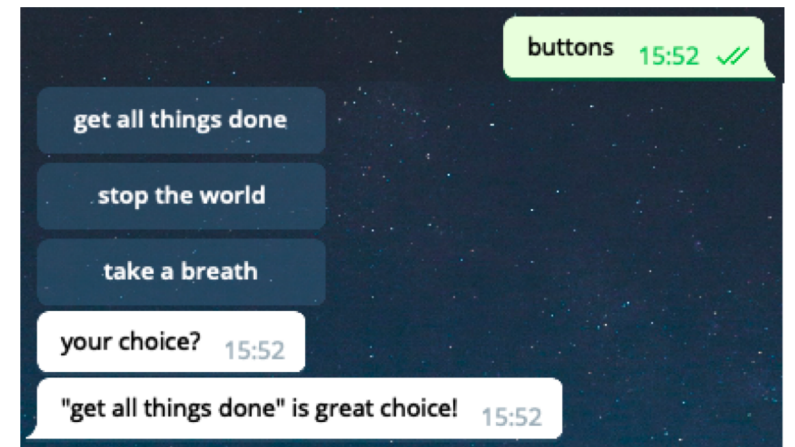 buttons 15:52
get all things done
stop the world
take a breath
your choice? 15:52
"get all things done" is great choice! 15:52